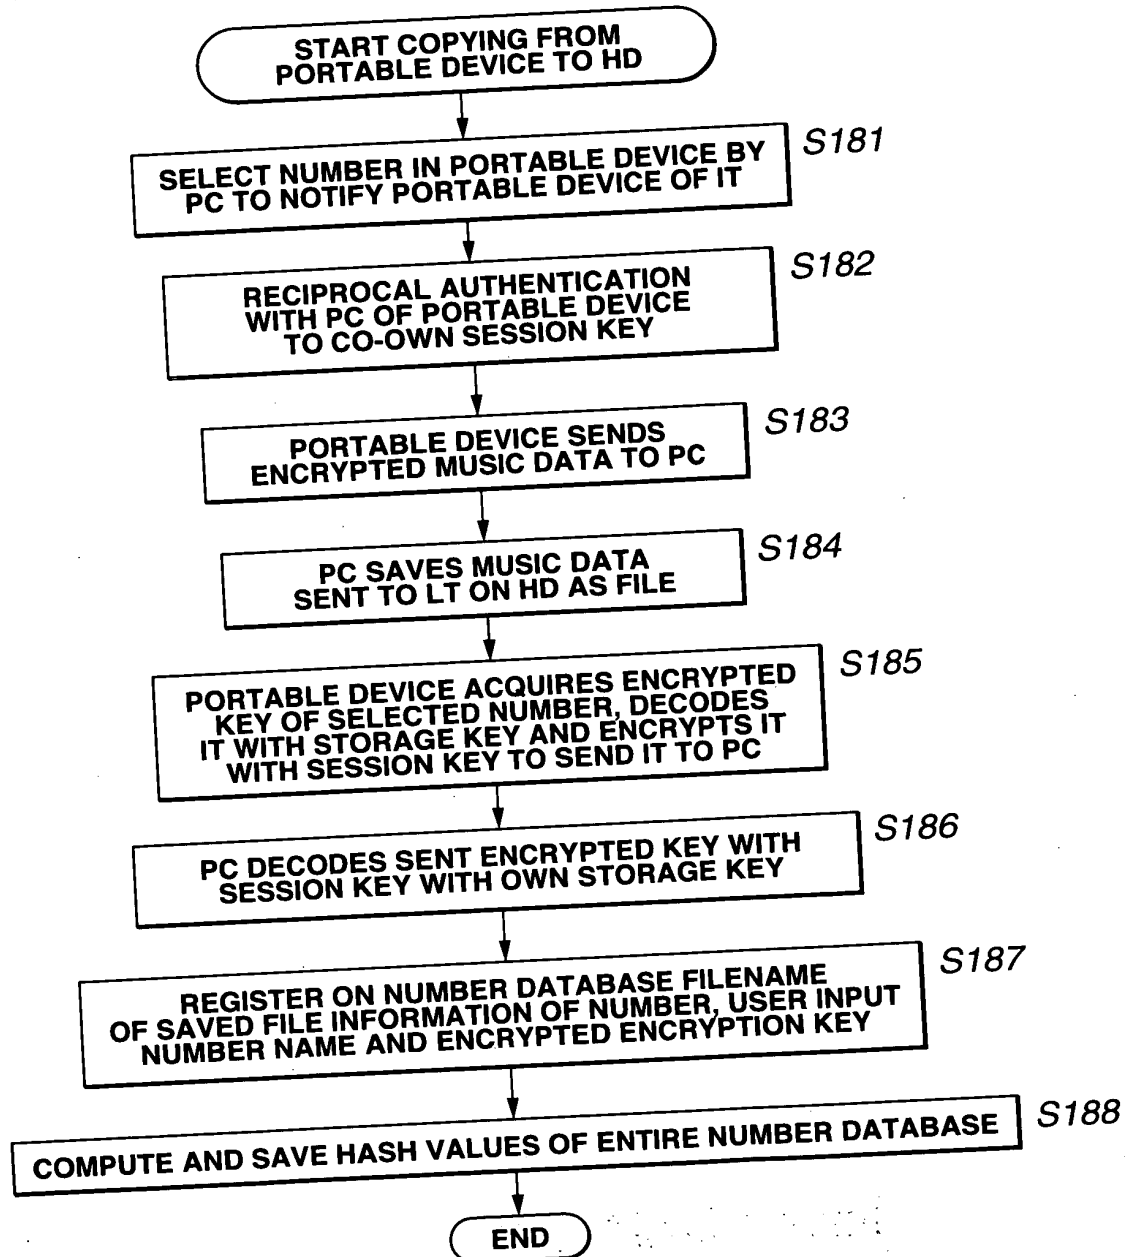 START COPYING FROM
PORTABLE DEVICE TO HD
S181
SELECT NUMBER IN PORTABLE DEVICE BY
PC TO NOTIFY PORTABLE DEVICE OF IT
S182
RECIPROCAL AUTHENTICATION
WITH PC OF PORTABLE DEVICE
TO CO-OWN SESSION KEY
S183
PORTABLE DEVICE SENDS
ENCRYPTED MUSIC DATA TO PC
S184
PC SAVES MUSIC DATA
SENT TO LT ON HD AS FILE
S185
PORTABLE DEVICE ACQUIRES ENCRYPTED
KEY OF SELECTED NUMBER, DECODES
IT WITH STORAGE KEY AND ENCRYPTS IT
WITH SESSION KEY TO SEND IT TO PC
S186
PC DECODES SENT ENCRYPTED KEY WITH
SESSION KEY WITH OWN STORAGE KEY
S187
REGISTER ON NUMBER DATABASE FILENAME
OF SAVED FILE INFORMATION OF NUMBER, USER INPUT
NUMBER NAME AND ENCRYPTED ENCRYPTION KEY
S188
COMPUTE AND SAVE HASH VALUES OF ENTIRE NUMBER DATABASE
END